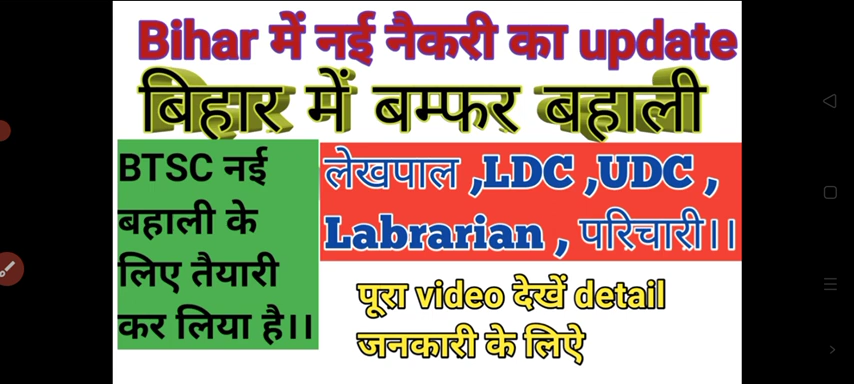 Bihar में नई नैकरी का update
बिहार में बम्फर बहाली
BTSC नई
बहाली के
लिए तैयारी
कर लिया है।।
लेखपाल ,LDC ,UDC ,
Labrarian , परिचारी।।
पूरा video देखें detail
जनकारी के लिऐ